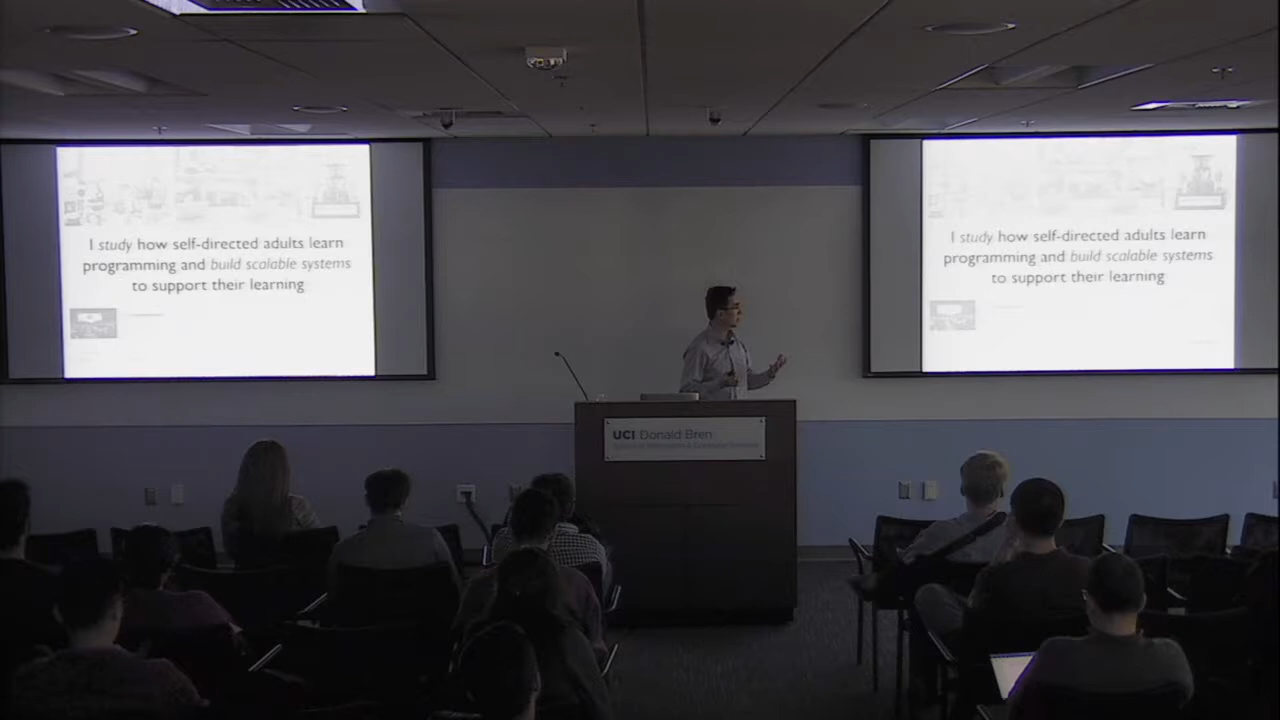 I study how self-directed adults learn
programming and build scalable systems
to support their learning
I study how self-directed adults learn
programming and build scalable systems
to support their learning
UCI Donald Bren